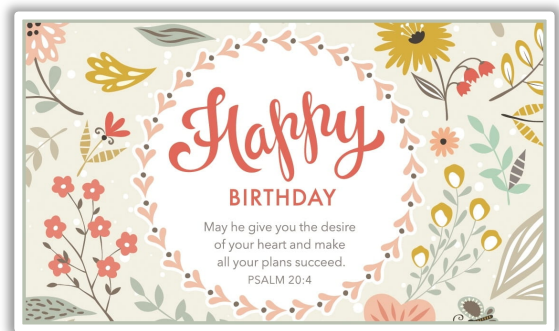 Happy
BIRTHDAY
May he give you the desire
of your heart and make
all your plans succeed.
PSALM 20:4